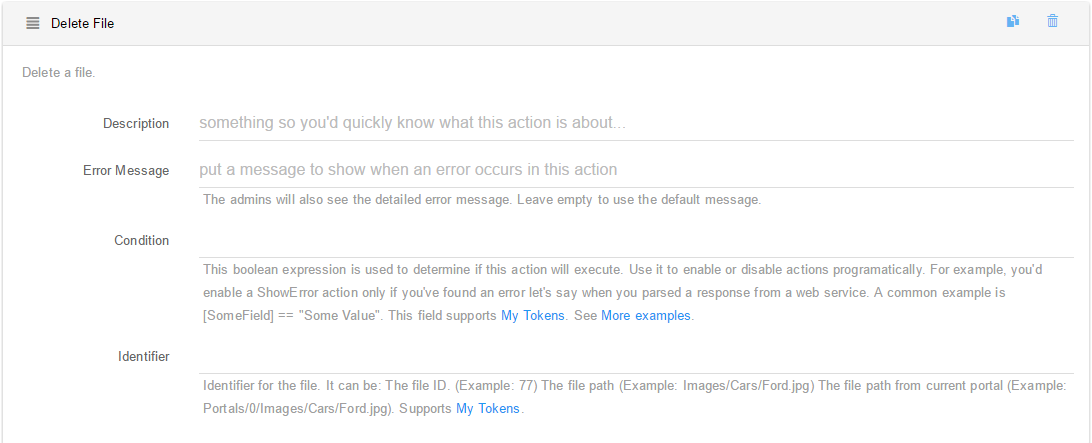 Delete File
Delete a file.
Description
something so you'd quickly know what this action is about...
Error Message
put a message to show when an error occurs in this action
The admins will also see the detailed error message. Leave empty to use the default message.
Condition
This boolean expression is used to determine if this action will execute. Use it to enable or disable actions programatically. For example, you'd
enable a ShowError action only if you've found an error let's say when you parsed a response from a web service. A common example is
[SomeField] == "Some Value". This field supports My Tokens. See More examples.
Identifier
Identifier for the file. It can be: The file ID. (Example: 77) The file path (Example: Images/Cars/Ford.jpg) The file path from current portal (Example:
Portals/0/Images/Cars/Ford.jpg). Supports My Tokens.